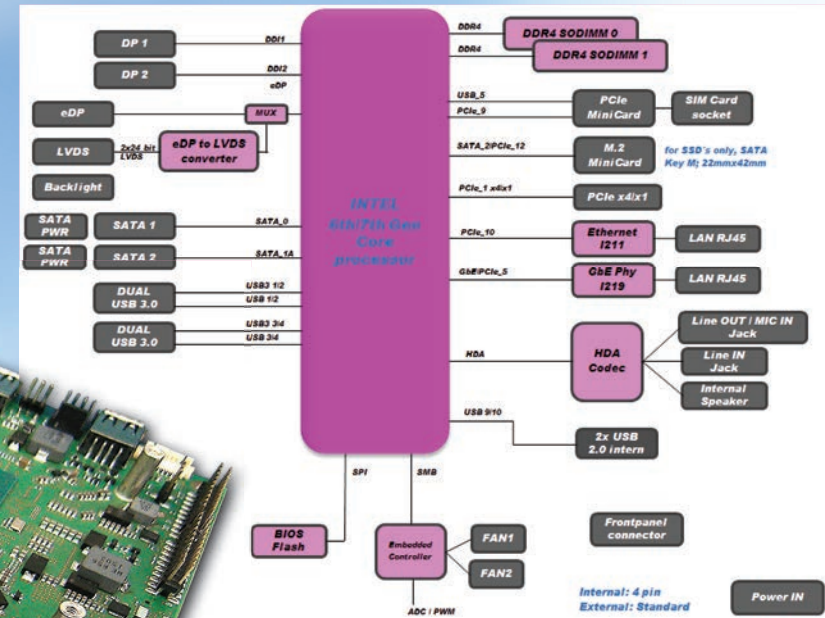 DP 1
DDI1
DP 2
DDI2
eDP
eDP
MUX
LVDS
2x24 bit
LVDS
eDP to LVDS
converter
Backlight
SATA
PWR
SATA 1
SATA_0
SATA
PWR
SATA 2
SATA_1A
DUAL
USB 3.0
USB3 1/2
USB 1/2
DUAL
USB 3.0
USB3 3/4
USB 3/4
INTEL
6th/7th Gen
Core
processor
DDR4
DDR4 SODIMM 0
DDR4
DDR4 SODIMM 1
USB_5
PCIe_9
PCIe
MiniCard
SIM Card
socket
SATA_2/PCIe_12
M.2
MiniCard
for SSD's only, SATA
Key M; 22mmx42mm
PCIe_1 x4/x1
PCIe x4/x1
PCIe_10
Ethernet
I211
LAN RJ45
GbE/PCIe_5
GbE Phy
I219
LAN RJ45
HDA
HDA
Codec
Line OUT / MIC IN
Jack
Line IN
Jack
Internal
Speaker
USB 9/10
2x USB
2.0 intern
SPI
SMB
BIOS
Flash
Embedded
Controller
FAN1
FAN2
ADC / PWM
Frontpanel
connector
Internal: 4 pin
External: Standard
Power IN